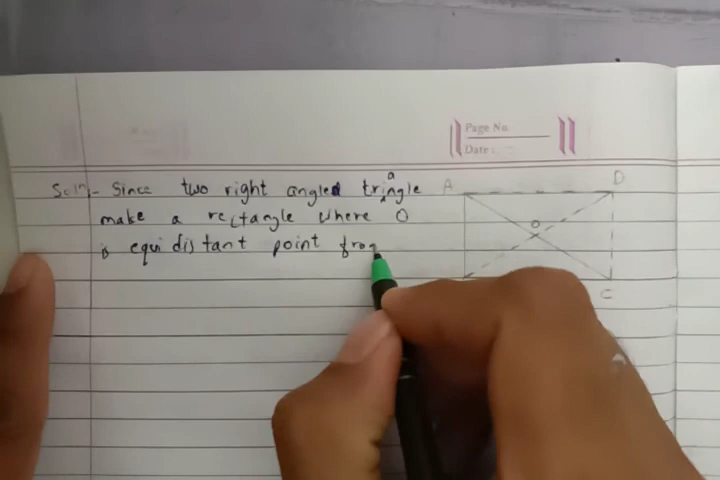 Page No
Date :
Soln:- Since two right angled triangle
make a rectangle where O
is equidistant point from
A
D
O
C